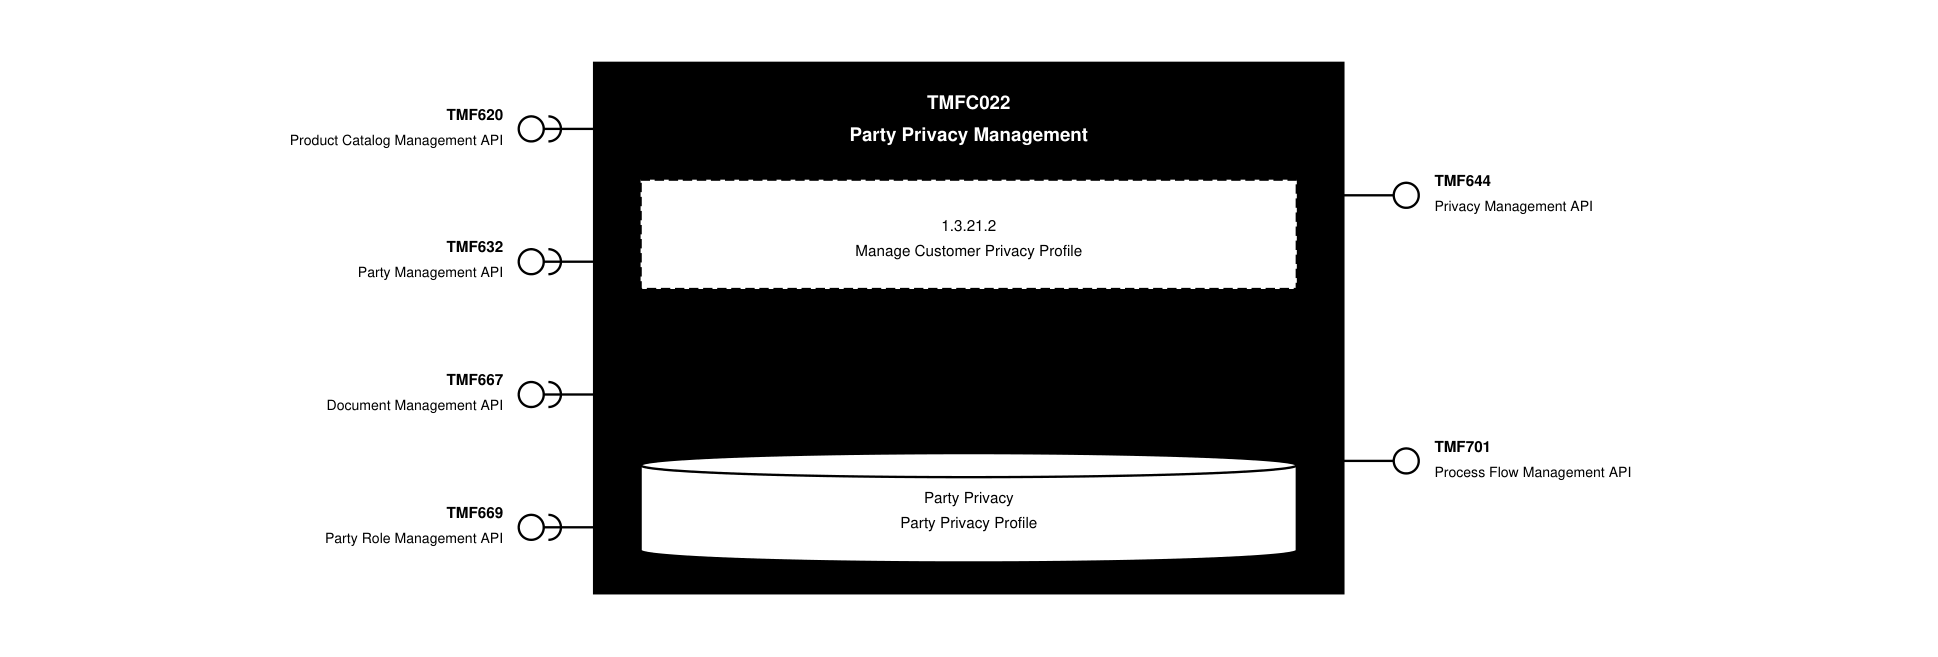 TMFC022
Party Privacy Management
TMF620
Product Catalog Management API
TMF632
Party Management API
TMF667
Document Management API
TMF669
Party Role Management API
1.3.21.2
Manage Customer Privacy Profile
Party Privacy
Party Privacy Profile
TMF644
Privacy Management API
TMF701
Process Flow Management API